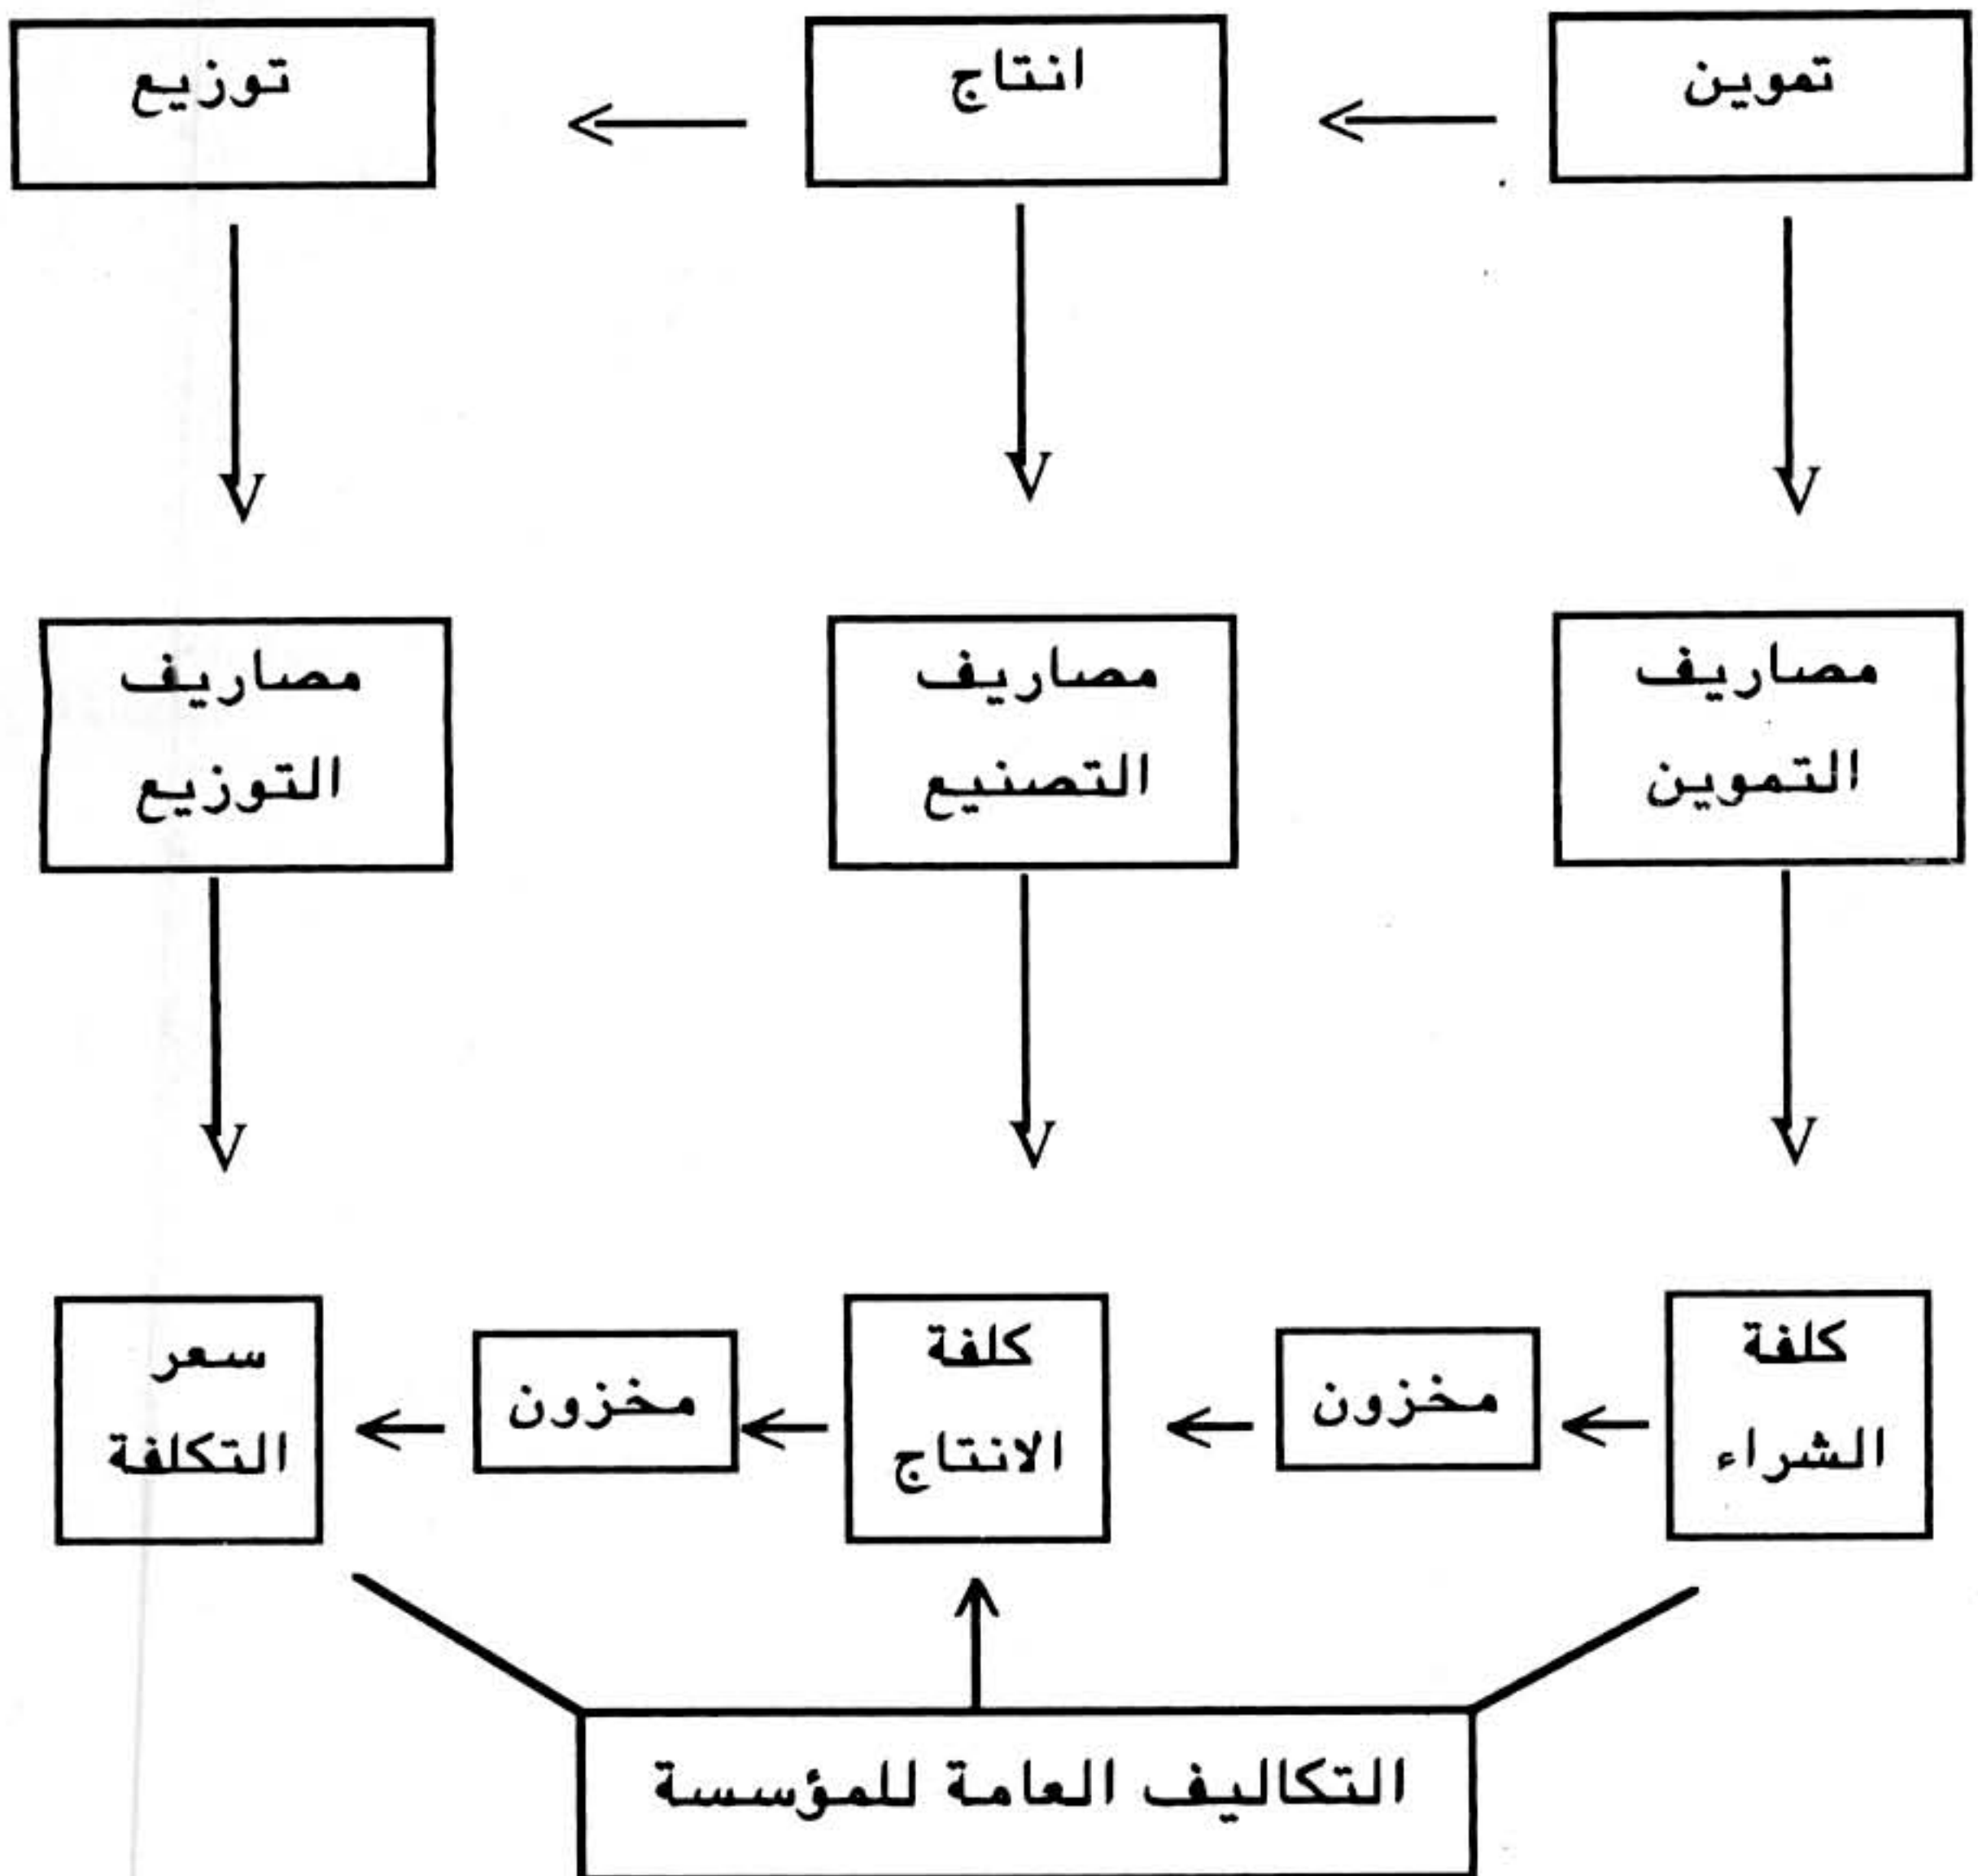 تموين
انتاج
توزيع
مصاريف
التموين
مصاريف
التصنيع
مصاريف
التوزيع
كلفة
الشراء
مخزون
كلفة
الانتاج
مخزون
سعر
التكلفة
التكاليف العامة للمؤسسة